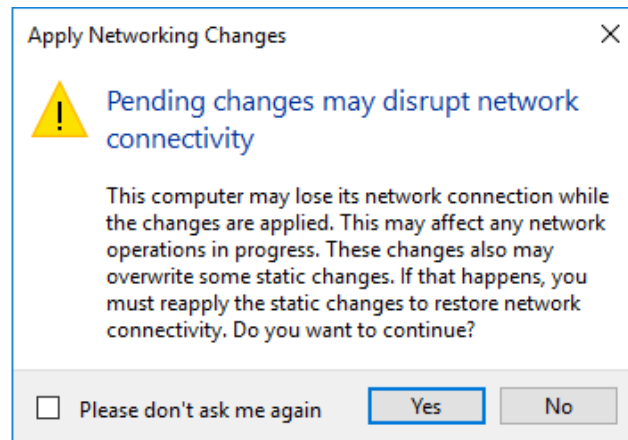 Apply Networking Changes
Pending changes may disrupt network
connectivity
This computer may lose its network connection while
the changes are applied. This may affect any network
operations in progress. These changes also may
overwrite some static changes. If that happens, you
must reapply the static changes to restore network
connectivity. Do you want to continue?
Please don't ask me again
Yes
No